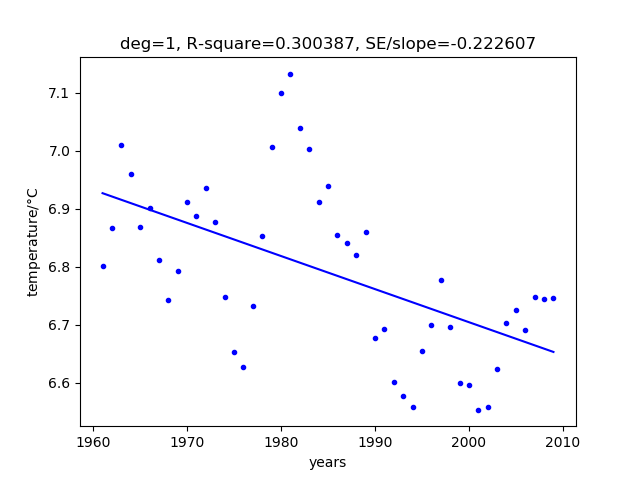 deg=1, R-square=0.300387, SE/slope=-0.222607
7.1
7.0
6.9
6.8
6.7
6.6
temperature/°C
1960 1970 1980 1990 2000 2010
years